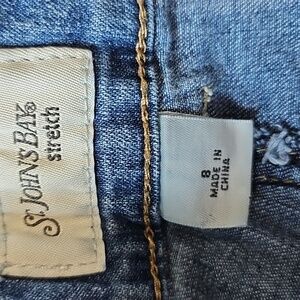 ST. JOHN'S BAY®
stretch
8
MADE IN
CHINA